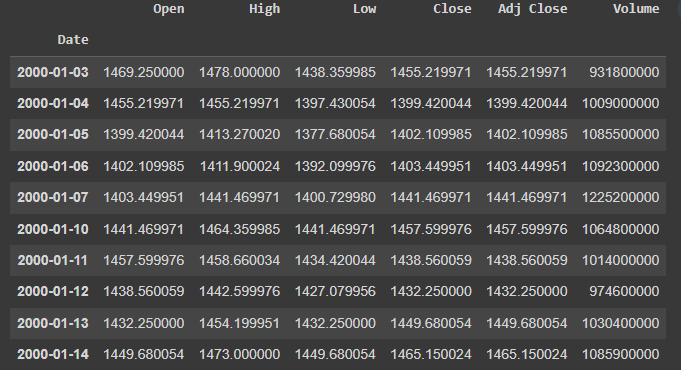 Open High Low Close Adj Close Volume
Date
2000-01-03 1469.250000 1478.000000 1438.359985 1455.219971 1455.219971 931800000
2000-01-04 1455.219971 1455.219971 1397.430054 1399.420044 1399.420044 1009000000
2000-01-05 1399.420044 1413.270020 1377.680054 1402.109985 1402.109985 1085500000
2000-01-06 1402.109985 1411.900024 1392.099976 1403.449951 1403.449951 1092300000
2000-01-07 1403.449951 1441.469971 1400.729980 1441.469971 1441.469971 1225200000
2000-01-10 1441.469971 1464.359985 1441.469971 1457.599976 1457.599976 1064800000
2000-01-11 1457.599976 1458.660034 1434.420044 1438.560059 1438.560059 1014000000
2000-01-12 1438.560059 1442.599976 1427.079956 1432.250000 1432.250000 974600000
2000-01-13 1432.250000 1454.199951 1432.250000 1449.680054 1449.680054 1030400000
2000-01-14 1449.680054 1473.000000 1449.680054 1465.150024 1465.150024 1085900000